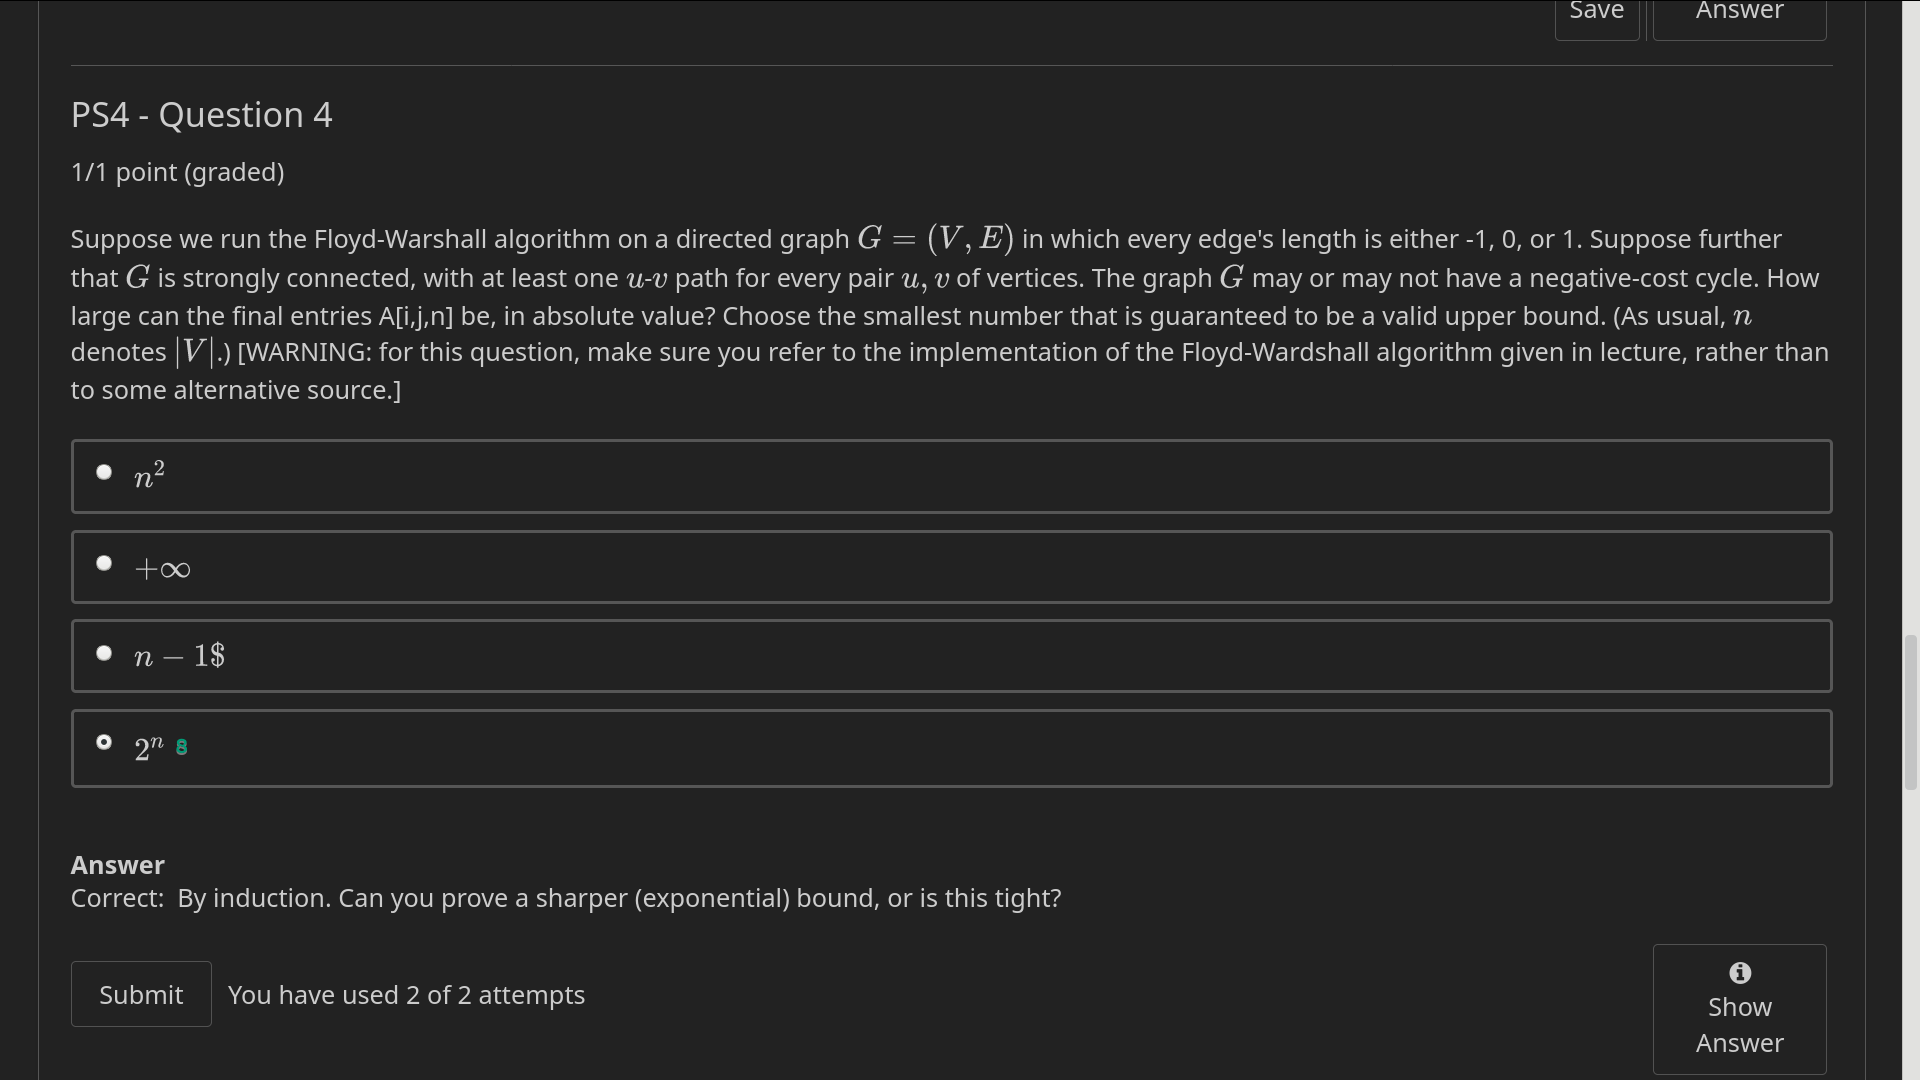 Save
Answer
PS4 - Question 4
1/1 point (graded)
Suppose we run the Floyd-Warshall algorithm on a directed graph G = (V, E) in which every edge's length is either -1, 0, or 1. Suppose further
that G is strongly connected, with at least one u-v path for every pair u, v of vertices. The graph G may or may not have a negative-cost cycle. How
large can the final entries A[i,j,n] be, in absolute value? Choose the smallest number that is guaranteed to be a valid upper bound. (As usual, n
denotes |V|.) [WARNING: for this question, make sure you refer to the implementation of the Floyd-Wardshall algorithm given in lecture, rather than
to some alternative source.]
n²
+∞
n − 1$
2ⁿ
Answer
Correct: By induction. Can you prove a sharper (exponential) bound, or is this tight?
Submit
You have used 2 of 2 attempts
Show
Answer